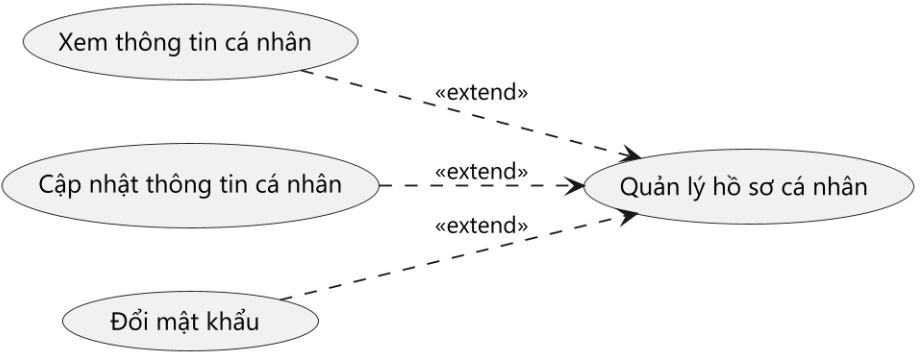 Xem thông tin cá nhân
«extend»
Cập nhật thông tin cá nhân
«extend»
Quản lý hồ sơ cá nhân
«extend»
Đổi mật khẩu